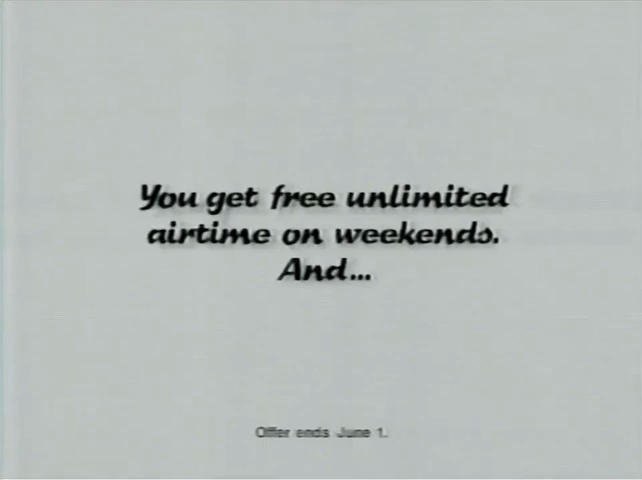 You get free unlimited
airtime on weekends.
And...
Offer ends June 1.